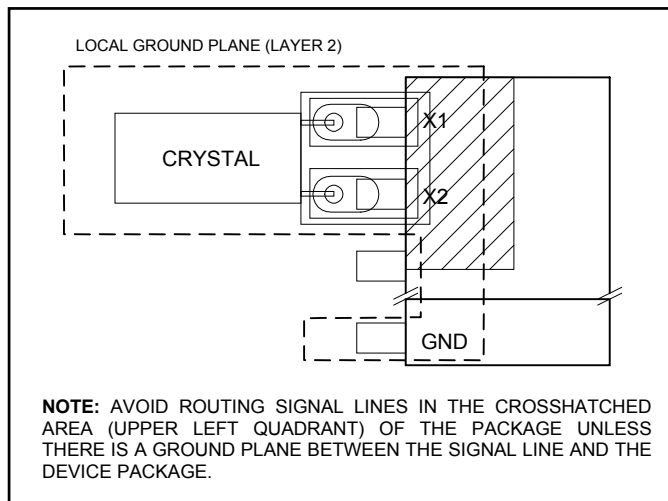 LOCAL GROUND PLANE (LAYER 2)
X1
CRYSTAL
X2
GND
NOTE: AVOID ROUTING SIGNAL LINES IN THE CROSSHATCHED
AREA (UPPER LEFT QUADRANT) OF THE PACKAGE UNLESS
THERE IS A GROUND PLANE BETWEEN THE SIGNAL LINE AND THE
DEVICE PACKAGE.